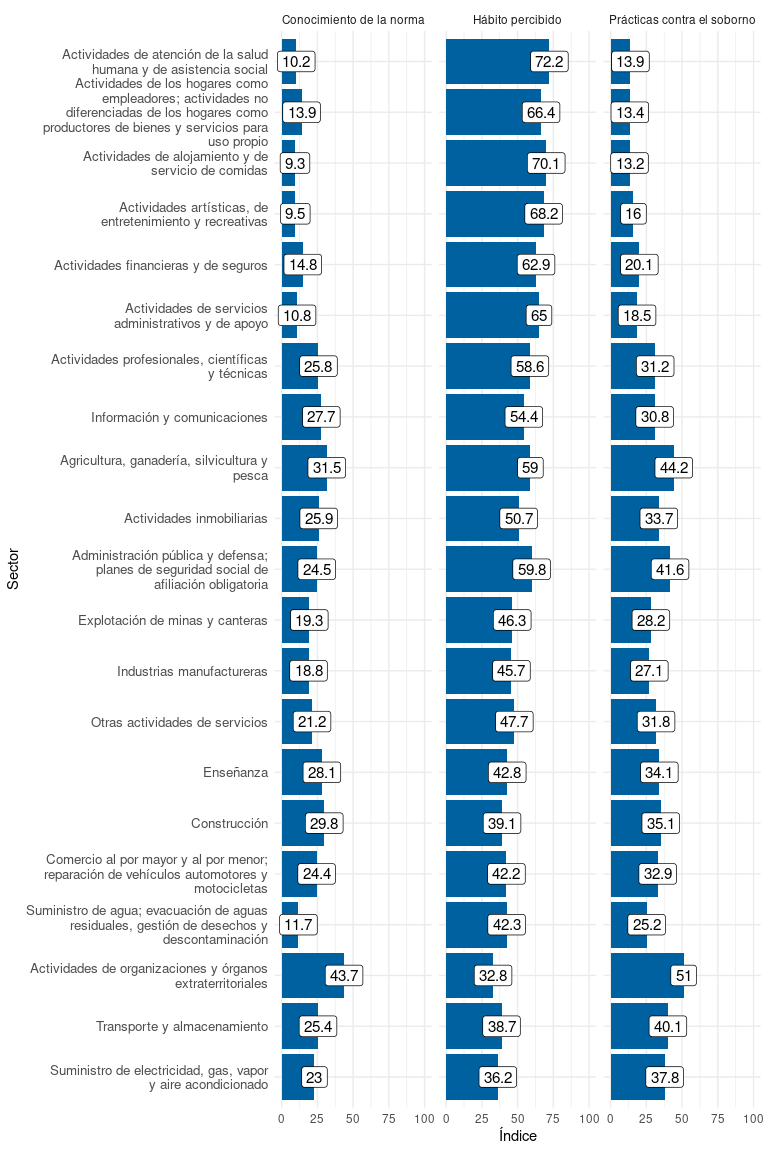 Conocimiento de la norma
Hábito percibido
Prácticas contra el soborno
Sector
Actividades de atención de la salud
humana y de asistencia social
10.2
72.2
13.9
Actividades de los hogares como
empleadores; actividades no
diferenciadas de los hogares como
productores de bienes y servicios para
uso propio
13.9
66.4
13.4
Actividades de alojamiento y de
servicio de comidas
9.3
70.1
13.2
Actividades artísticas, de
entretenimiento y recreativas
9.5
68.2
16
Actividades financieras y de seguros
14.8
62.9
20.1
Actividades de servicios
administrativos y de apoyo
10.8
65
18.5
Actividades profesionales, científicas
y técnicas
25.8
58.6
31.2
Información y comunicaciones
27.7
54.4
30.8
Agricultura, ganadería, silvicultura y
pesca
31.5
59
44.2
Actividades inmobiliarias
25.9
50.7
33.7
Administración pública y defensa;
planes de seguridad social de
afiliación obligatoria
24.5
59.8
41.6
Explotación de minas y canteras
19.3
46.3
28.2
Industrias manufactureras
18.8
45.7
27.1
Otras actividades de servicios
21.2
47.7
31.8
Enseñanza
28.1
42.8
34.1
Construcción
29.8
39.1
35.1
Comercio al por mayor y al por menor;
reparación de vehículos automotores y
motocicletas
24.4
42.2
32.9
Suministro de agua; evacuación de aguas
residuales, gestión de desechos y
descontaminación
11.7
42.3
25.2
Actividades de organizaciones y órganos
extraterritoriales
43.7
32.8
51
Transporte y almacenamiento
25.4
38.7
40.1
Suministro de electricidad, gas, vapor
y aire acondicionado
23
36.2
37.8
0 25 50 75 100
0 25 50 75 100
0 25 50 75 100
Índice